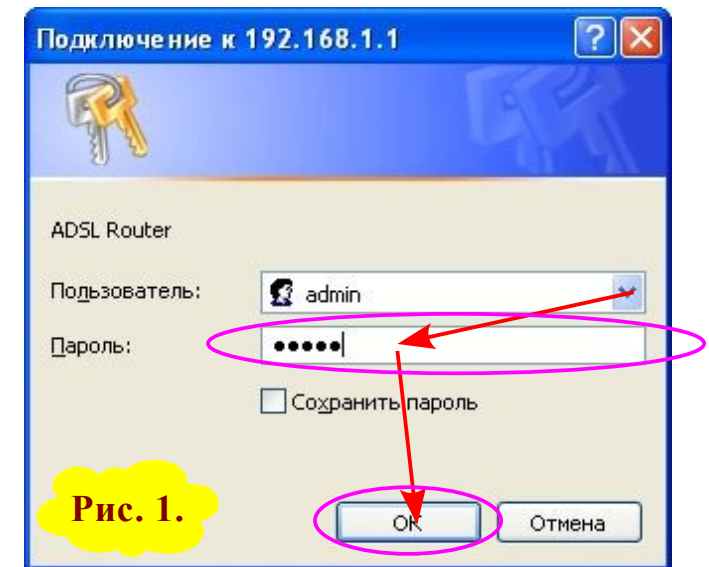 Подключение к 192.168.1.1
ADSL Router
Пользователь:
admin
Пароль:
•••••
Сохранить пароль
Рис. 1.
OK
Отмена